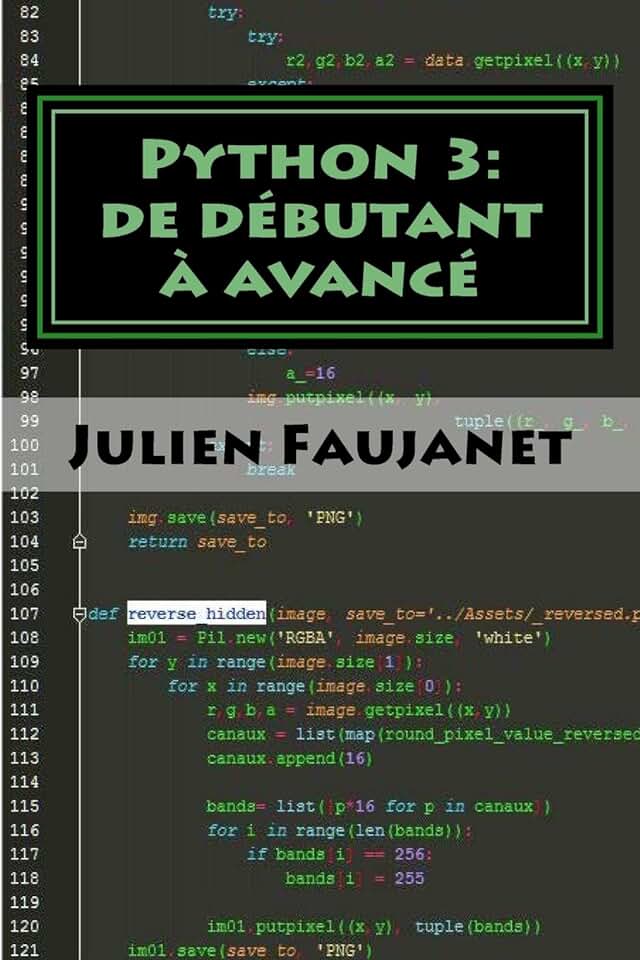 82 try:
83 try:
84 r2,g2,b2,a2 = data.getpixel((x,y))
85 except:
PYTHON 3:
DE DÉBUTANT
À AVANCÉ
96 else:
97 a_=16
98 img.putpixel((x, y),
99 tuple((r_, g_, b_,
JULIEN FAUJANET
100
101 break
102
103 img.save(save_to, 'PNG')
104 return save_to
105
106
107 def reverse_hidden(image, save_to='../Assets/_reversed.p
108 im01 = Pil.new('RGBA', image.size, 'white')
109 for y in range(image.size[1]):
110 for x in range(image.size[0]):
111 r,g,b,a = image.getpixel((x,y))
112 canaux = list(map(round_pixel_value_reversed
113 canaux.append(16)
114
115 bands= list([p*16 for p in canaux])
116 for i in range(len(bands)):
117 if bands[i] == 256:
118 bands[i] = 255
119
120 im01.putpixel((x,y), tuple(bands))
121 im01.save(save_to, 'PNG')